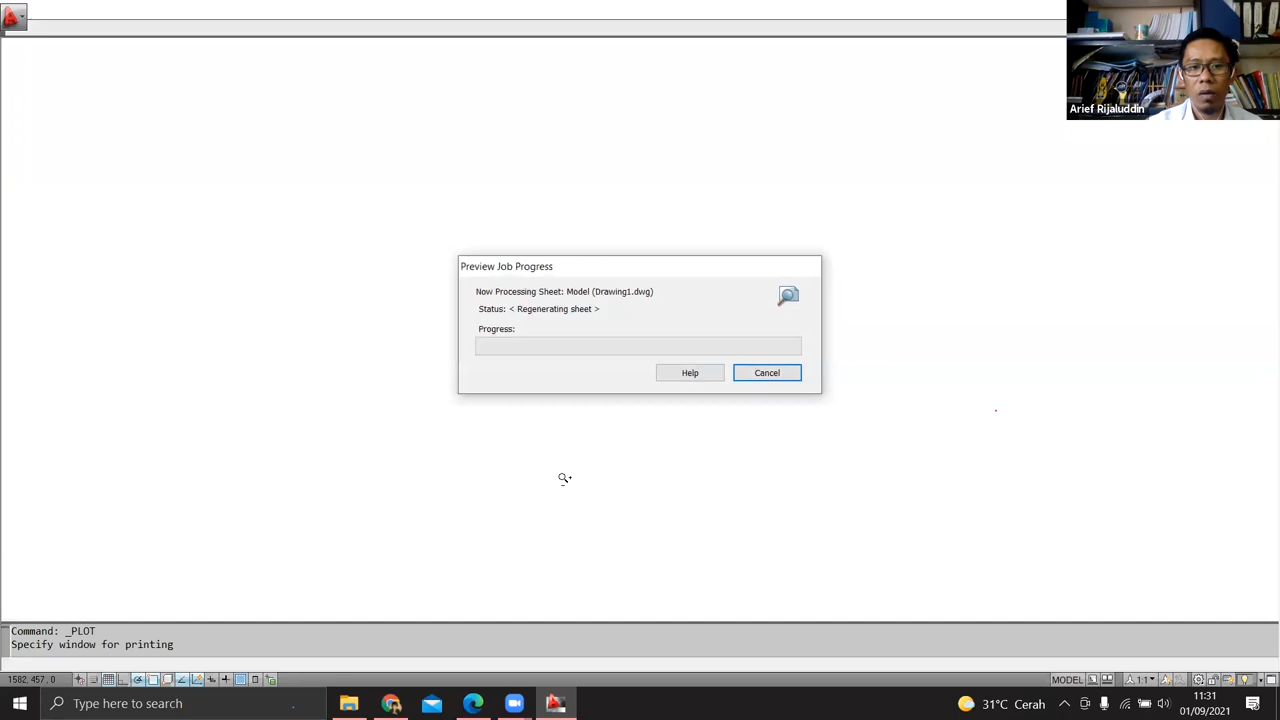 Arief Rijaluddin
Preview Job Progress
Now Processing Sheet: Model (Drawing1.dwg)
Status: < Regenerating sheet >
Progress:
Help
Cancel
Command: _PLOT
Specify window for printing
1582, 457, 0
MODEL
1:1
Type here to search
31°C Cerah
11:31
01/09/2021